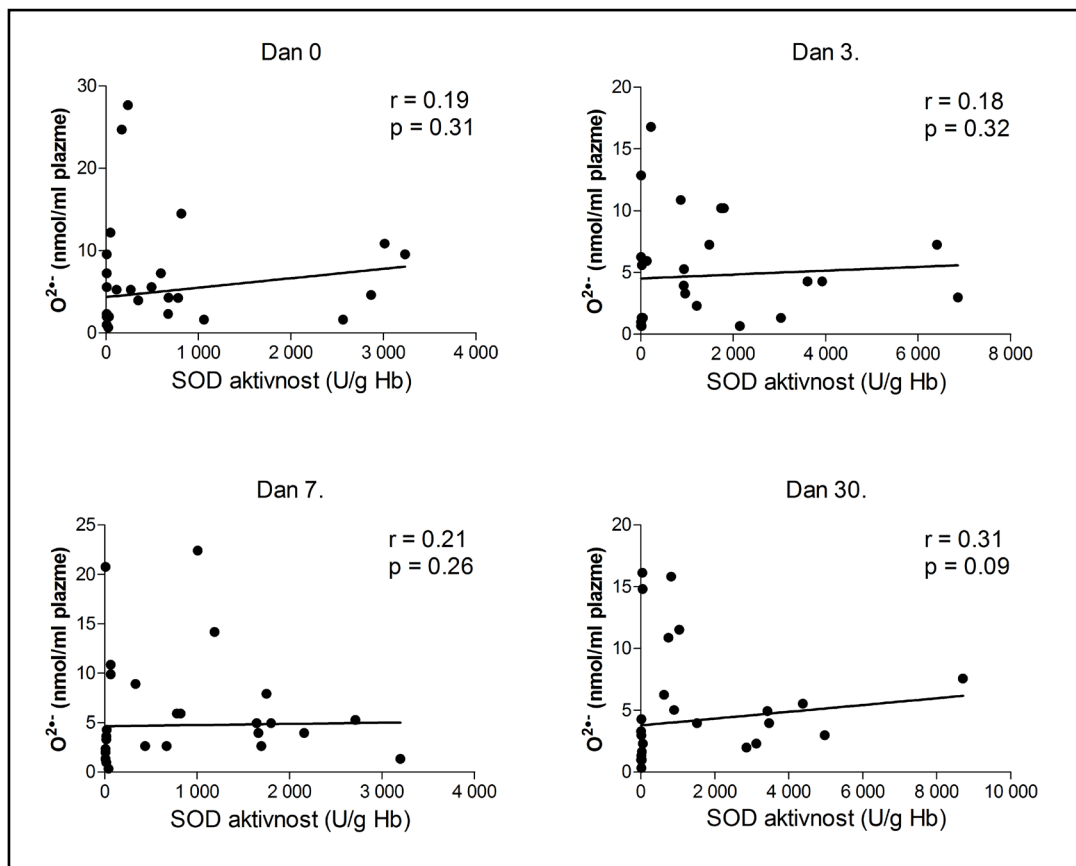 Dan 0
r = 0.19
p = 0.31
O²•- (nmol/ml plazme)
30
20
10
0
0 1 000 2 000 3 000 4 000
SOD aktivnost (U/g Hb)
Dan 3.
r = 0.18
p = 0.32
O²•- (nmol/ml plazme)
20
15
10
5
0
0 2 000 4 000 6 000 8 000
SOD aktivnost (U/g Hb)
Dan 7.
r = 0.21
p = 0.26
O²•- (nmol/ml plazme)
25
20
15
10
5
0
0 1 000 2 000 3 000 4 000
SOD aktivnost (U/g Hb)
Dan 30.
r = 0.31
p = 0.09
O²•- (nmol/ml plazme)
20
15
10
5
0
0 2 000 4 000 6 000 8 000 10 000
SOD aktivnost (U/g Hb)